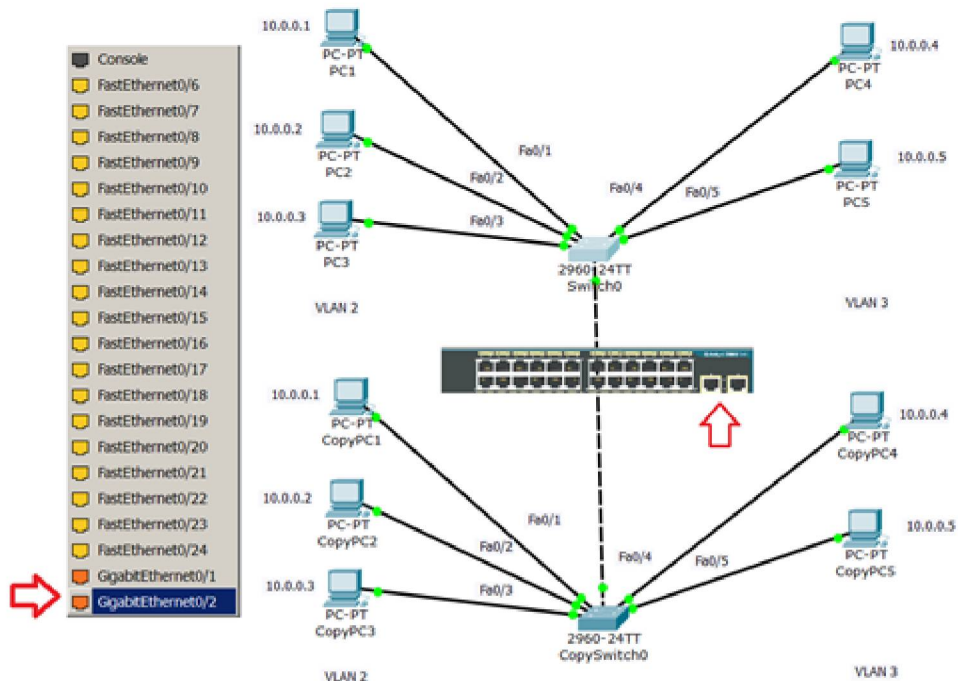 Console
FastEthernet0/6
FastEthernet0/7
FastEthernet0/8
FastEthernet0/9
FastEthernet0/10
FastEthernet0/11
FastEthernet0/12
FastEthernet0/13
FastEthernet0/14
FastEthernet0/15
FastEthernet0/16
FastEthernet0/17
FastEthernet0/18
FastEthernet0/19
FastEthernet0/20
FastEthernet0/21
FastEthernet0/22
FastEthernet0/23
FastEthernet0/24
GigabitEthernet0/1
GigabitEthernet0/2
10.0.0.1
PC-PT
PC1
10.0.0.2
PC-PT
PC2
10.0.0.3
PC-PT
PC3
VLAN 2
Fa0/1
Fa0/2
Fa0/3
Fa0/4
Fa0/5
10.0.0.4
PC-PT
PC4
10.0.0.5
PC-PT
PC5
2960-24TT
Switch0
VLAN 3
10.0.0.1
PC-PT
CopyPC1
10.0.0.2
PC-PT
CopyPC2
10.0.0.3
PC-PT
CopyPC3
VLAN 2
Fa0/1
Fa0/2
Fa0/3
Fa0/4
Fa0/5
10.0.0.4
PC-PT
CopyPC4
10.0.0.5
PC-PT
CopyPC5
2960-24TT
CopySwitch0
VLAN 3